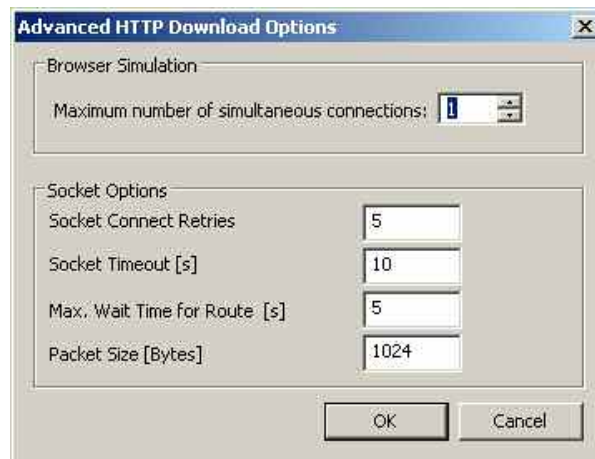 Advanced HTTP Download Options
Browser Simulation
Maximum number of simultaneous connections: 1
Socket Options
Socket Connect Retries 5
Socket Timeout [s] 10
Max. Wait Time for Route [s] 5
Packet Size [Bytes] 1024
OK Cancel